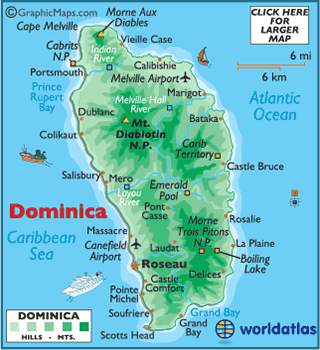 © GraphicMaps.com
Morne Aux
Diables
Cape Melville
CLICK HERE
FOR
LARGER
MAP
Cabrits
N.P.
Indian
River
Vieille Case
Portsmouth
Calibishie
Melville Airport
6 mi
6 km
Prince
Rupert
Bay
Marigot
Melville Hall
River
Atlantic
Ocean
Dublanc
Bataka
Mt.
Diablotin
N.P.
Colikaut
Carib
Territory
Castle Bruce
Salisbury
Mero
Layou
River
Emerald
Pool
Dominica
Pont
Casse
Morne
Trois Pitons
N.P.
Rosalie
Caribbean
Sea
Massacre
Canefield
Airport
Laudat
La Plaine
Boiling
Lake
Roseau
Delices
Castle
Comfort
Pointe
Michel
Soufriere
Grand Bay
Grand
Bay
Scotts Head
DOMINICA
HILLS - MTS.
worldatlas